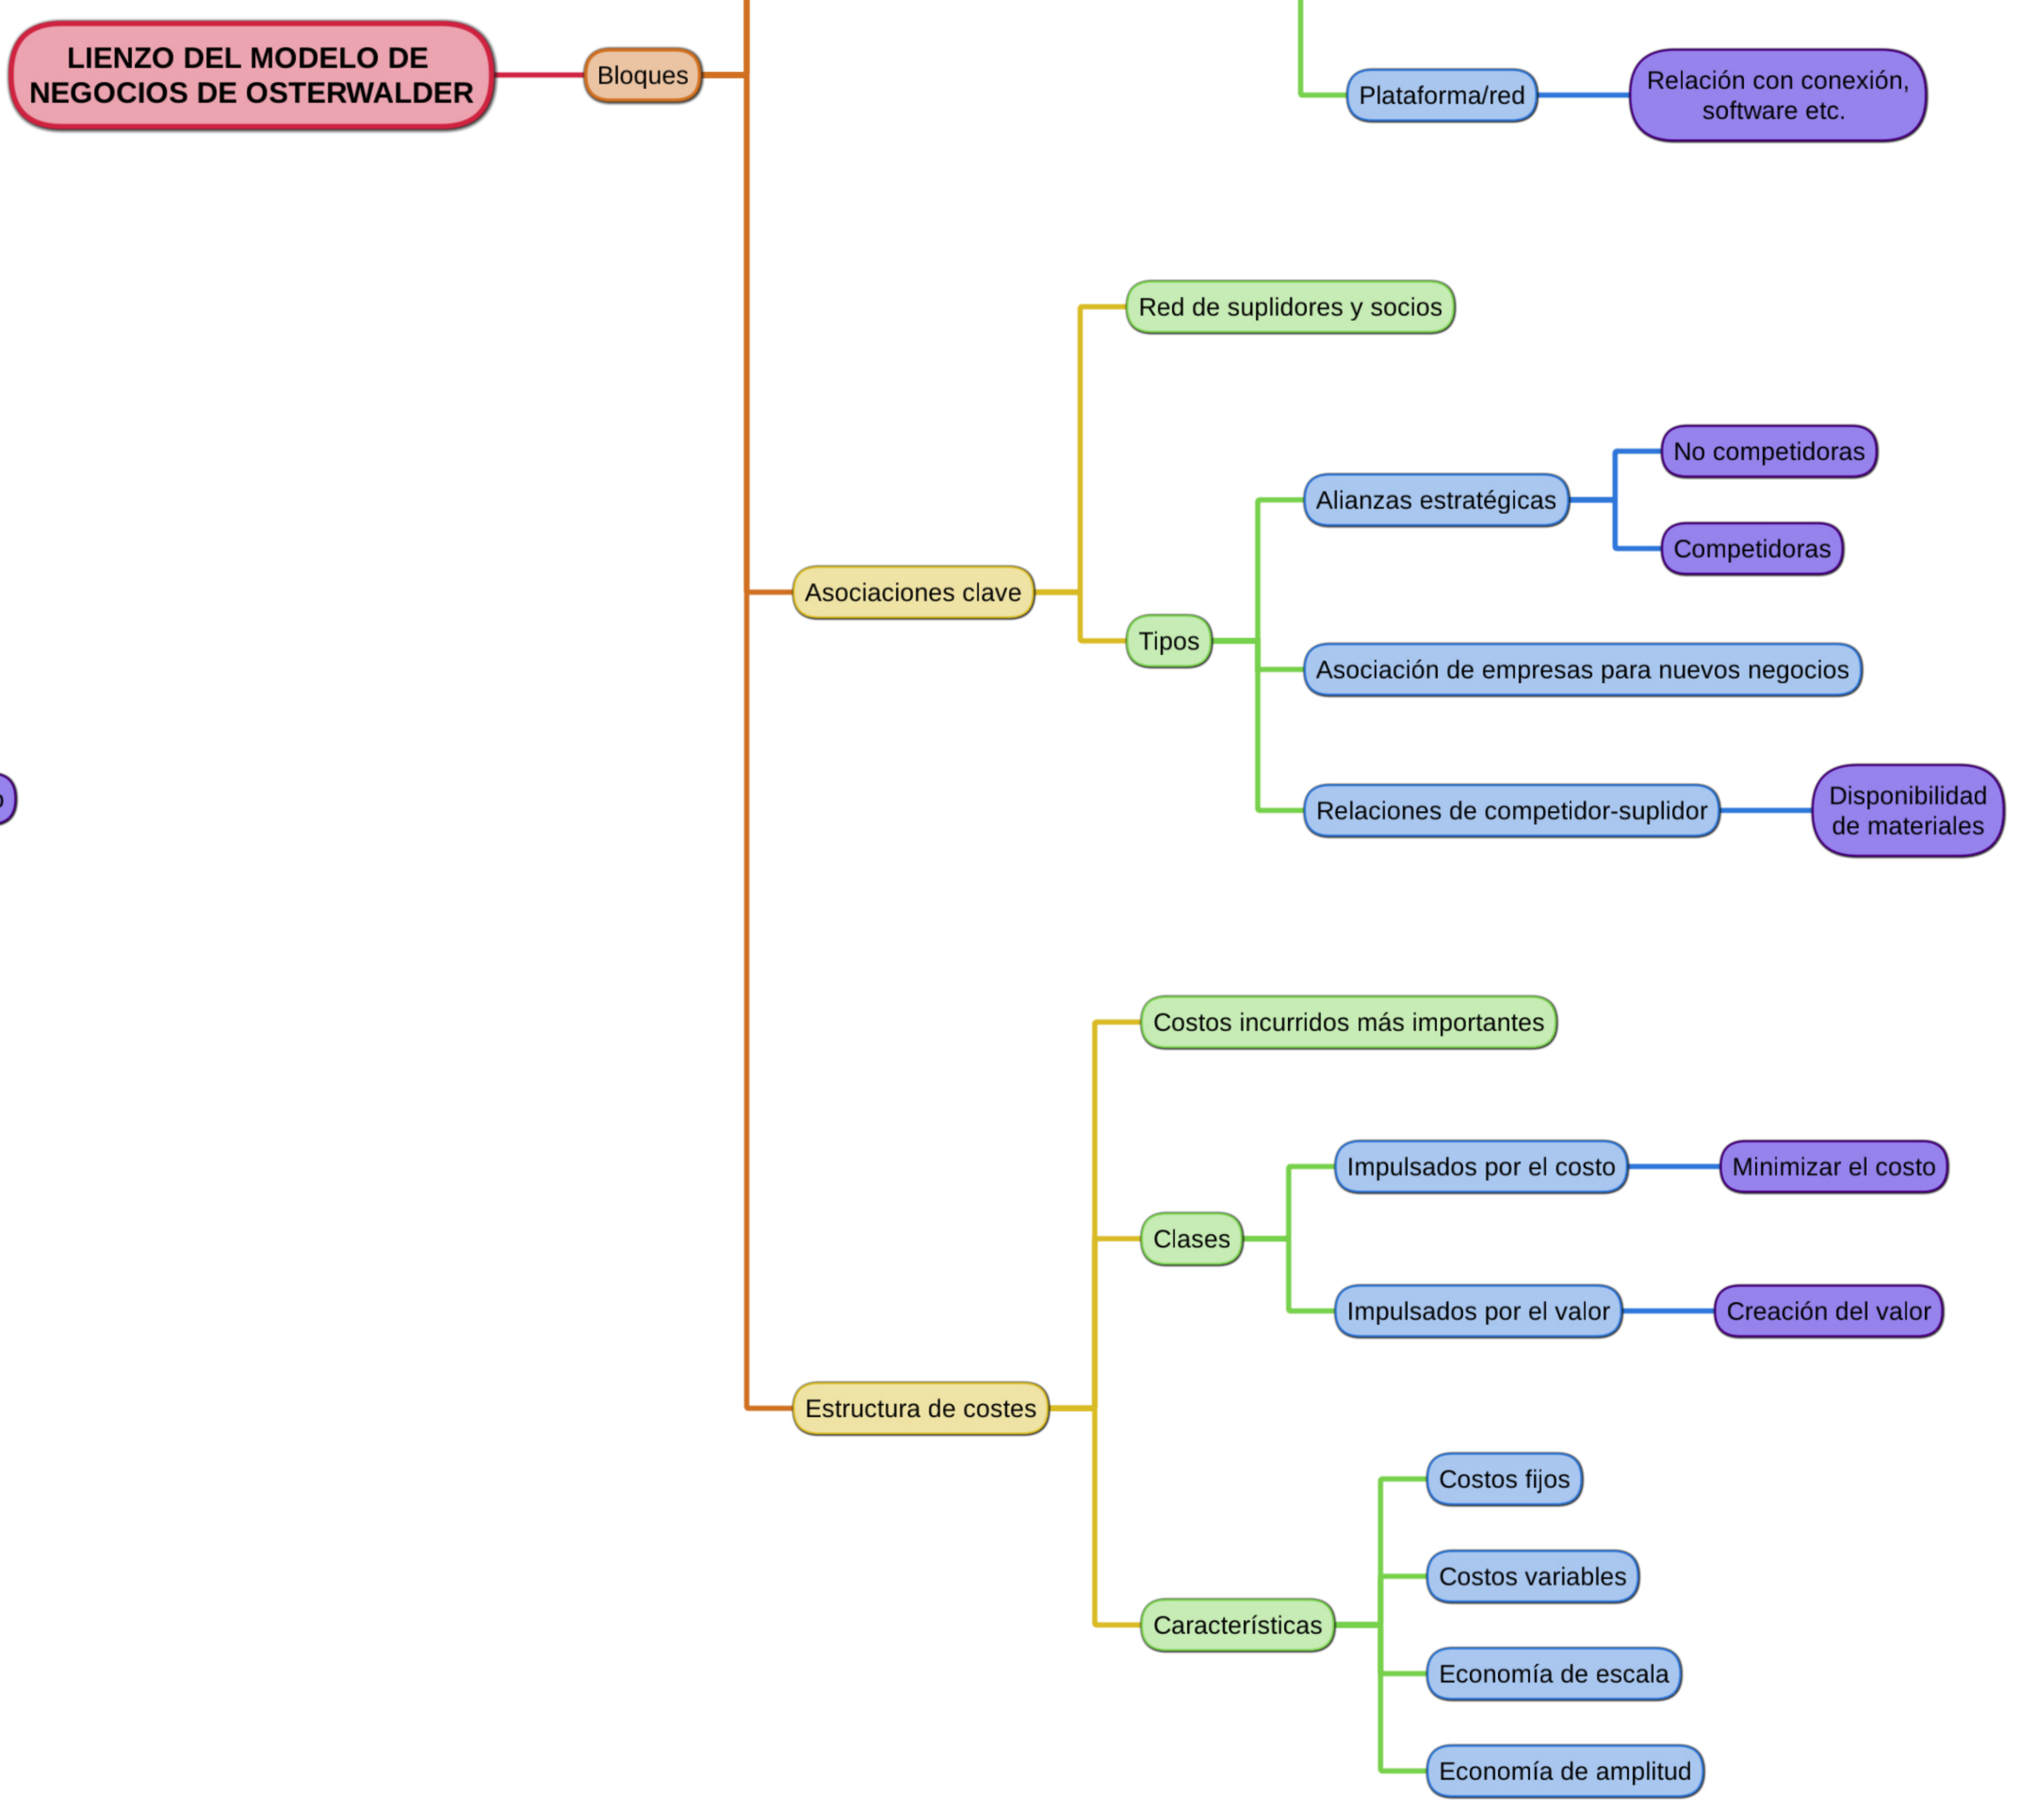 LIENZO DEL MODELO DE
NEGOCIOS DE OSTERWALDER
Bloques
Plataforma/red
Relación con conexión,
software etc.
Asociaciones clave
Red de suplidores y socios
Tipos
Alianzas estratégicas
No competidoras
Competidoras
Asociación de empresas para nuevos negocios
Relaciones de competidor-suplidor
Disponibilidad
de materiales
Estructura de costes
Costos incurridos más importantes
Clases
Impulsados por el costo
Minimizar el costo
Impulsados por el valor
Creación del valor
Características
Costos fijos
Costos variables
Economía de escala
Economía de amplitud